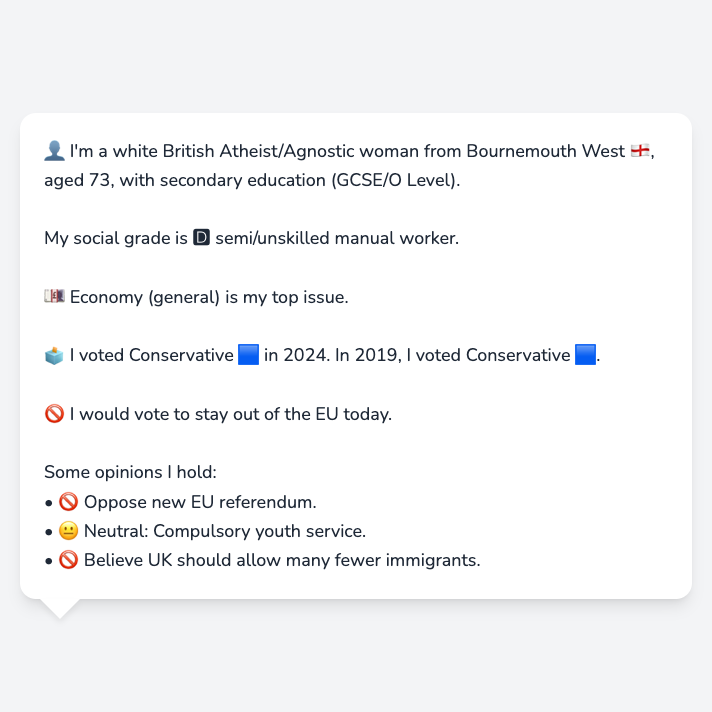 👤 I'm a white British Atheist/Agnostic woman from Bournemouth West 🏴󠁧󠁢󠁥󠁮󠁧󠁿,
aged 73, with secondary education (GCSE/O Level).
My social grade is 🅳 semi/unskilled manual worker.
💷 Economy (general) is my top issue.
🗳️ I voted Conservative 🟦 in 2024. In 2019, I voted Conservative 🟦.
🚫 I would vote to stay out of the EU today.
Some opinions I hold:
• 🚫 Oppose new EU referendum.
• 😐 Neutral: Compulsory youth service.
• 🚫 Believe UK should allow many fewer immigrants.